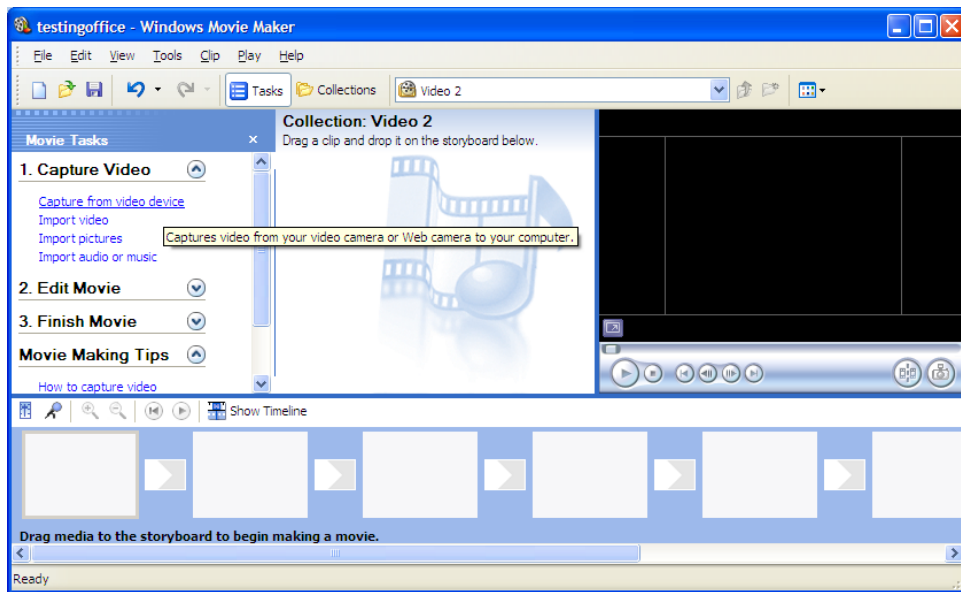 testingoffice - Windows Movie Maker
File Edit View Tools Clip Play Help
Tasks Collections Video 2
Movie Tasks
Collection: Video 2
Drag a clip and drop it on the storyboard below.
1. Capture Video
Capture from video device
Import video
Import pictures
Captures video from your video camera or Web camera to your computer.
Import audio or music
2. Edit Movie
3. Finish Movie
Movie Making Tips
How to capture video
Show Timeline
Drag media to the storyboard to begin making a movie.
Ready